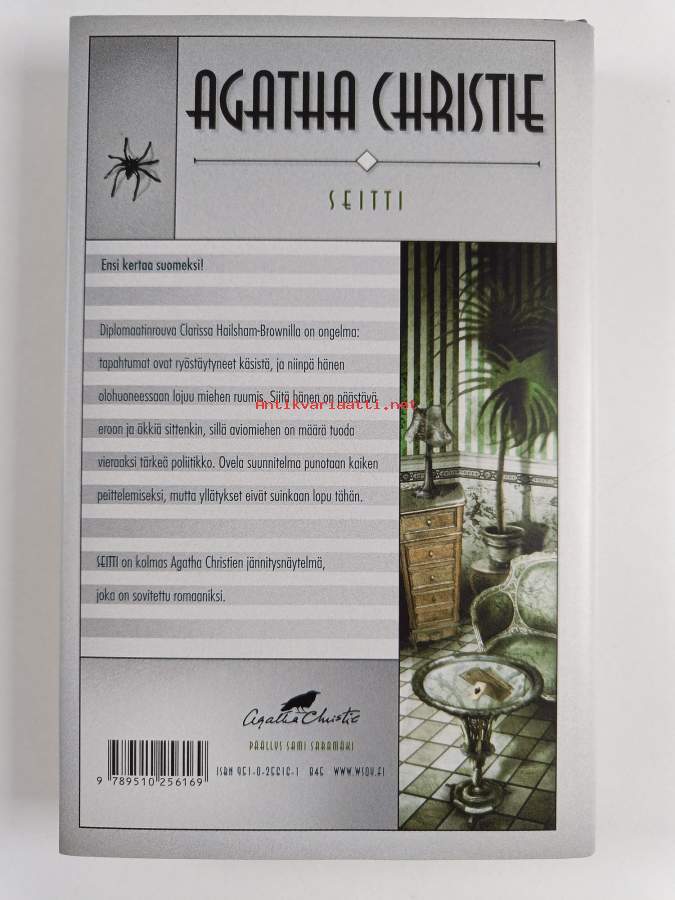 AGATHA CHRISTIE
SEITTI
Ensi kertaa suomeksi!
Diplomaatinrouva Clarissa Hailsham-Brownilla on ongelma:
tapahtumat ovat ryöstäytyneet käsistä, ja niinpä hänen
olohuoneessaan lojuu miehen ruumis. Siitä hänen on päästävä
Antikvariaatti.net
eroon ja äkkiä sittenkin, sillä aviomiehen on määrä tuoda
vieraaksi tärkeä poliitikko. Ovela suunnitelma punotaan kaiken
peittelemiseksi, mutta yllätykset eivät suinkaan lopu tähän.
SEITTI on kolmas Agatha Christien jännitysnäytelmä,
joka on sovitettu romaaniksi.
Agatha Christie
PÄÄLLYS SAMI SARAMÄKI
ISBN 951-0-25616-1 84E WWW.WSOY.FI
9 789510 256169